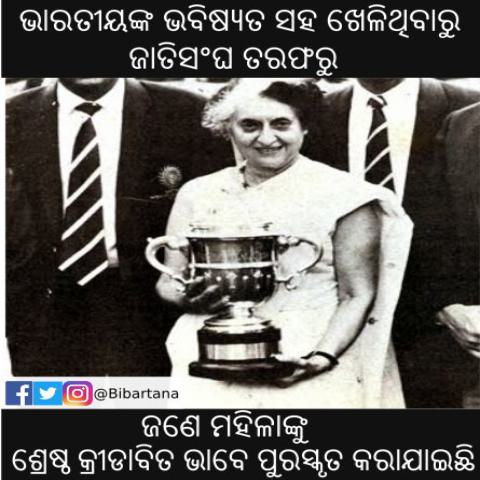 ଭାରତୀୟଙ୍କ ଭବିଷ୍ୟତ ସହ ଖେଳିଥିବାରୁ
ଜାତିସଂଘ ତରଫରୁ
@Bibartana
ଜଣେ ମହିଳାଙ୍କୁ
ଶ୍ରେଷ୍ଠ କ୍ରୀଡାବିତ ଭାବେ ପୁରସ୍କୃତ କରାଯାଇଛି